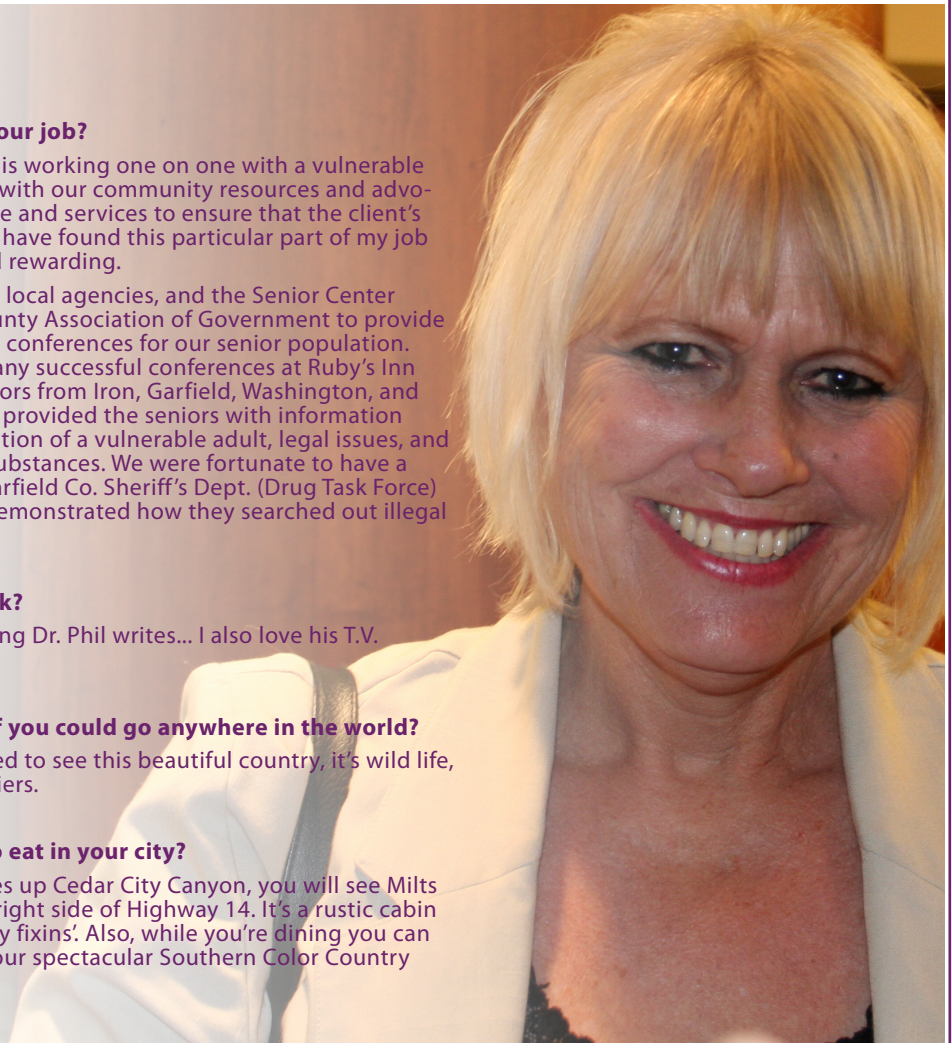 our job?
is working one on one with a vulnerable
with our community resources and advo-
e and services to ensure that the client's
have found this particular part of my job
l rewarding.
local agencies, and the Senior Center
unty Association of Government to provide
conferences for our senior population.
any successful conferences at Ruby's Inn
ors from Iron, Garfield, Washington, and
provided the seniors with information
tion of a vulnerable adult, legal issues, and
ubstances. We were fortunate to have a
arfield Co. Sheriff's Dept. (Drug Task Force)
emonstrated how they searched out illegal
k?
ng Dr. Phil writes... I also love his T.V.
f you could go anywhere in the world?
ed to see this beautiful country, it's wild life,
iers.
o eat in your city?
es up Cedar City Canyon, you will see Milts
right side of Highway 14. It's a rustic cabin
y fixins'. Also, while you're dining you can
our spectacular Southern Color Country